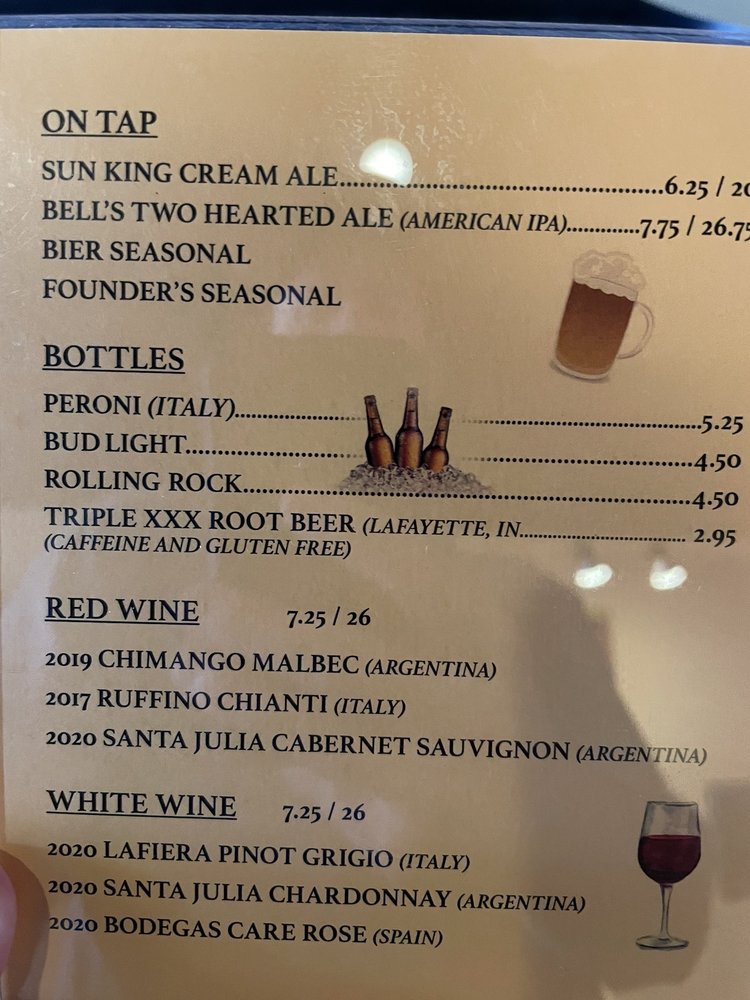 ON TAP
SUN KING CREAM ALE....................................................6.25 / 20
BELL'S TWO HEARTED ALE (AMERICAN IPA)............7.75 / 26.75
BIER SEASONAL
FOUNDER'S SEASONAL
BOTTLES
PERONI (ITALY)..........................................................................5.25
BUD LIGHT..................................................................................4.50
ROLLING ROCK.........................................................................4.50
TRIPLE XXX ROOT BEER (LAFAYETTE, IN................................ 2.95
(CAFFEINE AND GLUTEN FREE)
RED WINE 7.25 / 26
2019 CHIMANGO MALBEC (ARGENTINA)
2017 RUFFINO CHIANTI (ITALY)
2020 SANTA JULIA CABERNET SAUVIGNON (ARGENTINA)
WHITE WINE 7.25 / 26
2020 LAFIERA PINOT GRIGIO (ITALY)
2020 SANTA JULIA CHARDONNAY (ARGENTINA)
2020 BODEGAS CARE ROSE (SPAIN)